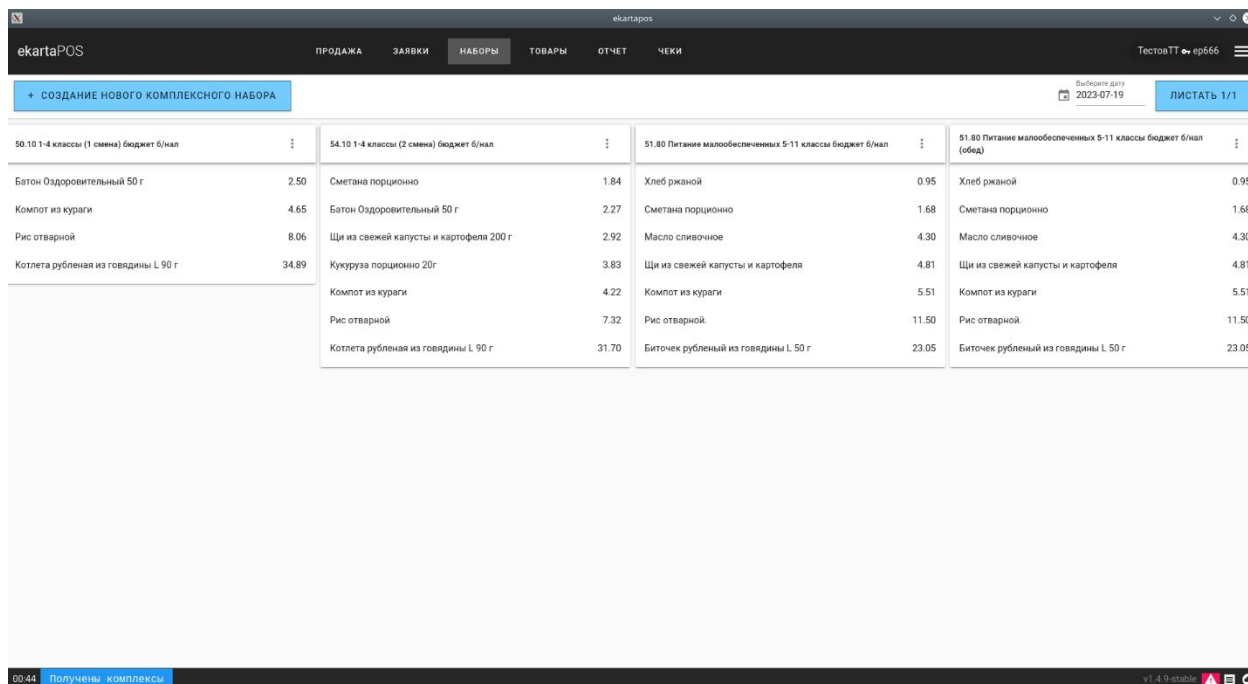 ekartapos
ekartaPOS ПРОДАЖА ЗАЯВКИ НАБОРЫ ТОВАРЫ ОТЧЕТ ЧЕКИ ТестовТТ ер666
+ СОЗДАНИЕ НОВОГО КОМПЛЕКСНОГО НАБОРА
Выберите дату
2023-07-19
ЛИСТАТЬ 1/1
50.10 1-4 классы (1 смена) бюджет б/нал
Батон Оздоровительный 50 г 2.50
Компот из кураги 4.65
Рис отварной 8.06
Котлета рубленая из говядины L 90 г 34.89
54.10 1-4 классы (2 смена) бюджет б/нал
Сметана порционно 1.84
Батон Оздоровительный 50 г 2.27
Щи из свежей капусты и картофеля 200 г 2.92
Кукуруза порционно 20г 3.83
Компот из кураги 4.22
Рис отварной 7.32
Котлета рубленая из говядины L 90 г 31.70
51.80 Питание малообеспеченных 5-11 классы бюджет б/нал
Хлеб ржаной 0.95
Сметана порционно 1.68
Масло сливочное 4.30
Щи из свежей капусты и картофеля 4.81
Компот из кураги 5.51
Рис отварной. 11.50
Биточек рубленый из говядины L 50 г 23.05
51.80 Питание малообеспеченных 5-11 классы бюджет б/нал
(обед)
Хлеб ржаной 0.95
Сметана порционно 1.68
Масло сливочное 4.30
Щи из свежей капусты и картофеля 4.81
Компот из кураги 5.51
Рис отварной. 11.50
Биточек рубленый из говядины L 50 г 23.05
00:44 Получены комплексы v1.4.9-stable